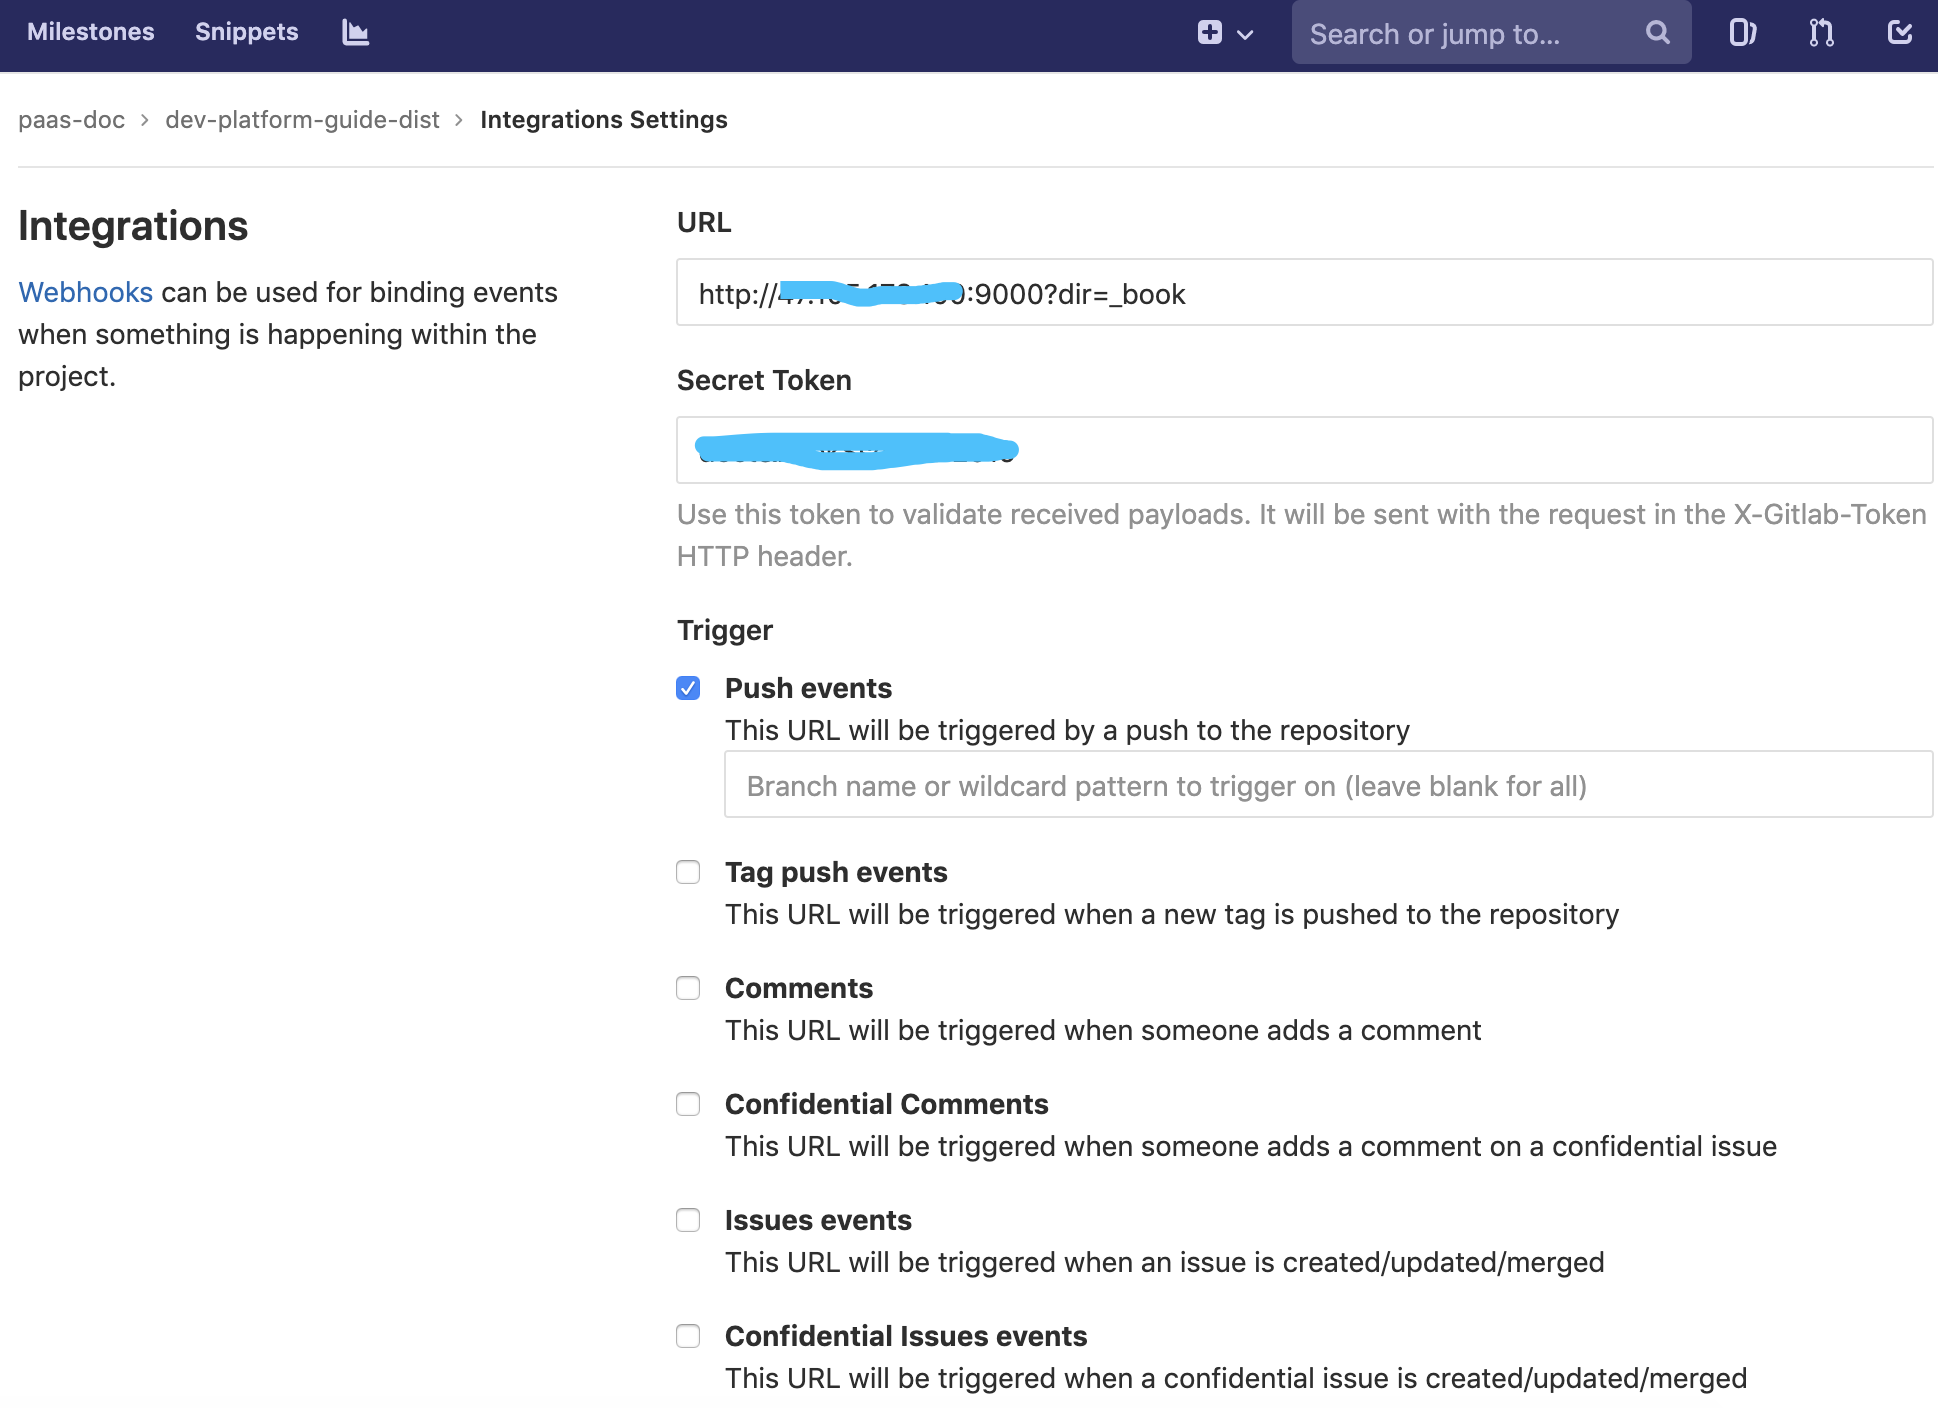 Milestones Snippets
Search or jump to...
paas-doc > dev-platform-guide-dist > Integrations Settings
Integrations
Webhooks can be used for binding events
when something is happening within the
project.
URL
http:// :9000?dir=_book
Secret Token
Use this token to validate received payloads. It will be sent with the request in the X-Gitlab-Token
HTTP header.
Trigger
Push events
This URL will be triggered by a push to the repository
Branch name or wildcard pattern to trigger on (leave blank for all)
Tag push events
This URL will be triggered when a new tag is pushed to the repository
Comments
This URL will be triggered when someone adds a comment
Confidential Comments
This URL will be triggered when someone adds a comment on a confidential issue
Issues events
This URL will be triggered when an issue is created/updated/merged
Confidential Issues events
This URL will be triggered when a confidential issue is created/updated/merged